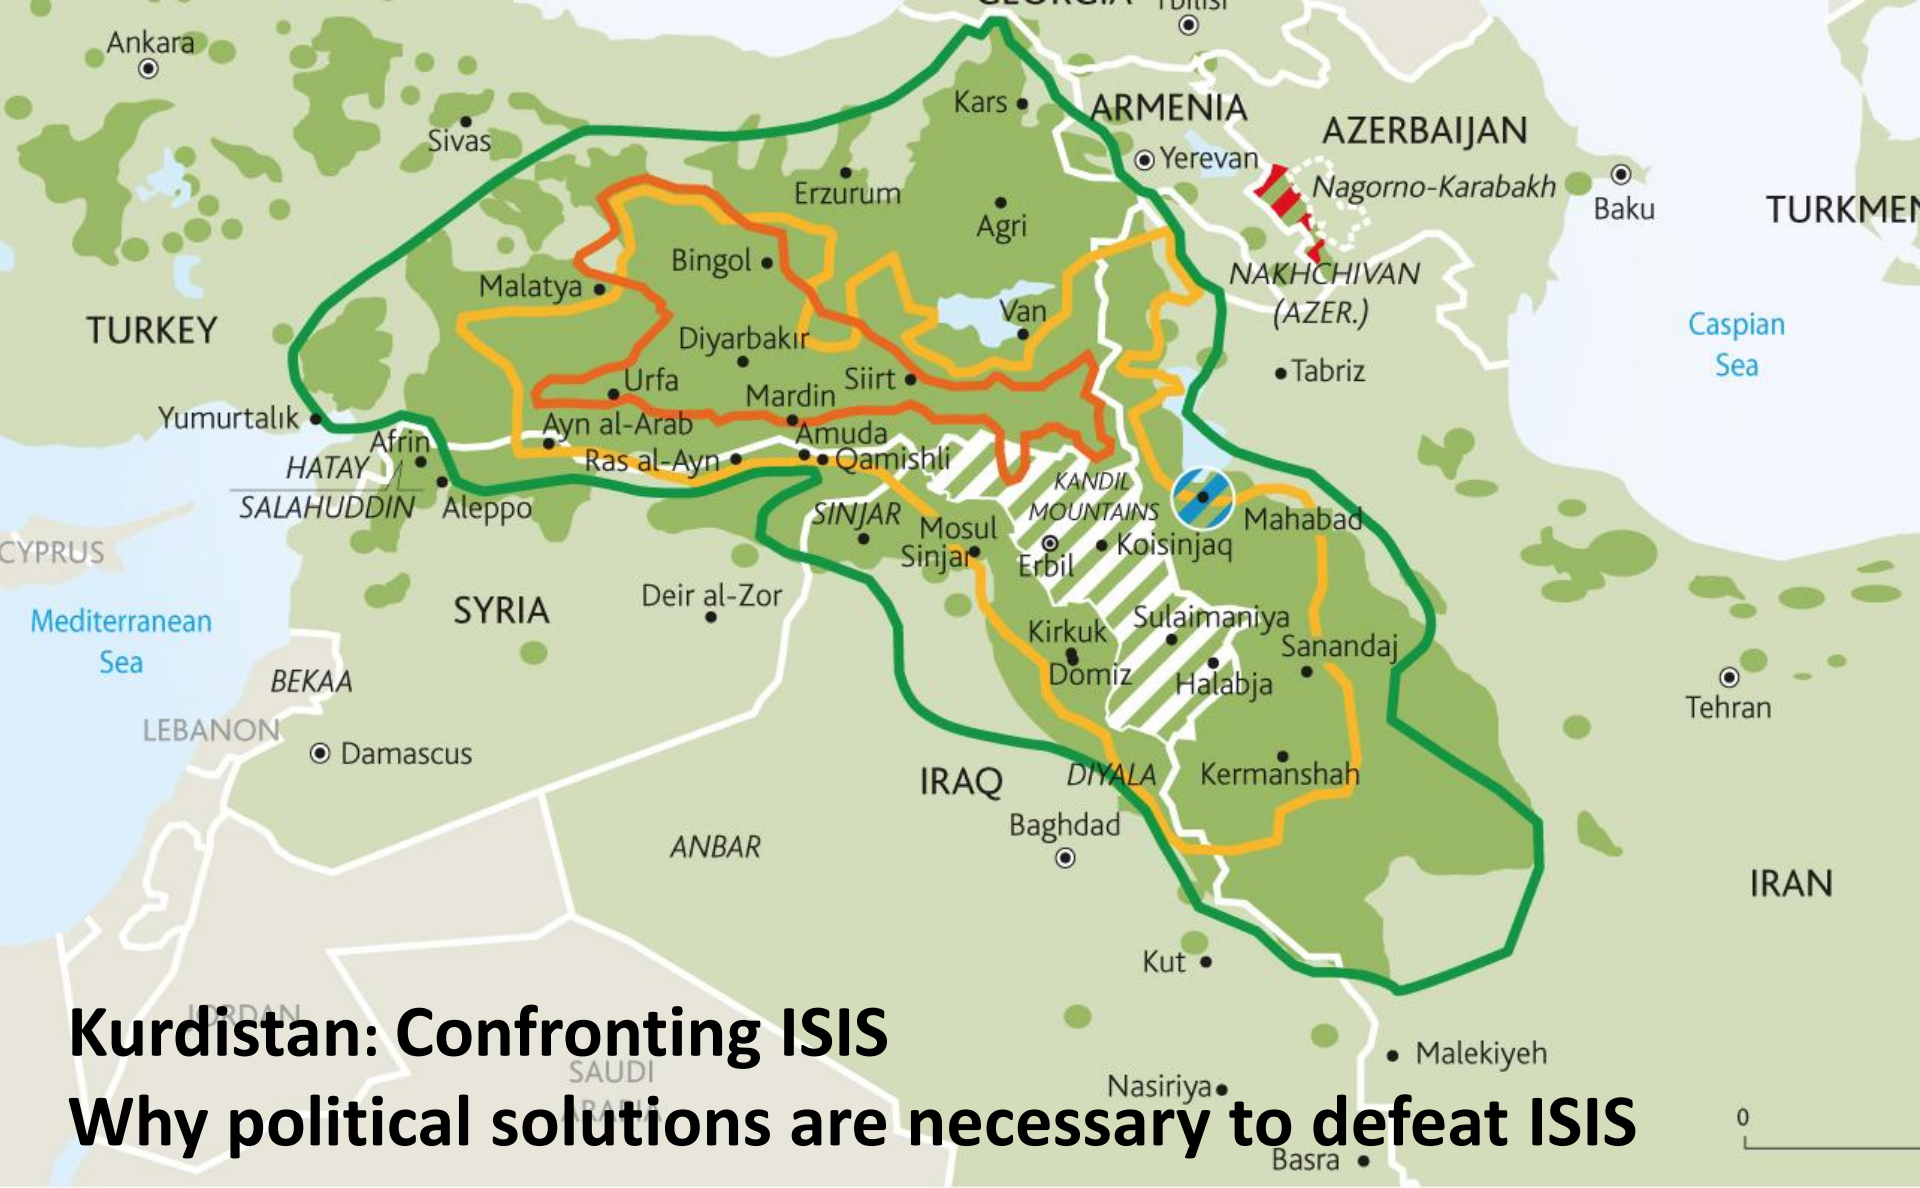 GEORGIA
Tbilisi
Ankara
Kars
ARMENIA
AZERBAIJAN
Sivas
Yerevan
Erzurum
Nagorno-Karabakh
Baku
TURKMEN
Agri
Bingol
Malatya
NAKHCHIVAN
(AZER.)
Van
TURKEY
Diyarbakır
Caspian
Sea
Urfa
Siirt
Tabriz
Mardin
Yumurtalık
Afrin
Ayn al-Arab
Amuda
HATAY
Ras al-Ayn
Qamishli
KANDIL
MOUNTAINS
SALAHUDDIN
Aleppo
SINJAR
Mosul
Mahabad
Sinjar
Erbil
Koisinjaq
CYPRUS
Deir al-Zor
SYRIA
Mediterranean
Sea
Kirkuk
Sulaimaniya
Sanandaj
Domiz
Halabja
BEKAA
LEBANON
Tehran
Damascus
IRAQ
DIYALA
Kermanshah
Baghdad
ANBAR
IRAN
Kut
JORDAN
Kurdistan: Confronting ISIS
Malekiyeh
SAUDI
ARABIA
Nasiriya
Why political solutions are necessary to defeat ISIS
0
Basra